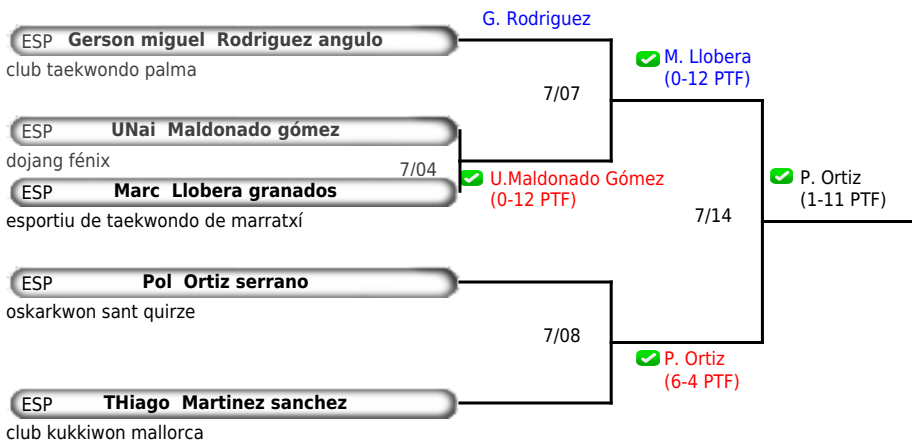 G. Rodriguez
ESP Gerson miguel Rodriguez angulo
club taekwondo palma
M. Llobera
(0-12 PTF)
7/07
ESP UNai Maldonado gómez
dojang fénix
7/04
ESP Marc Llobera granados
esportiu de taekwondo de marratxí
U.Maldonado Gómez
(0-12 PTF)
P. Ortiz
(1-11 PTF)
7/14
ESP Pol Ortiz serrano
oskarkwon sant quirze
7/08
P. Ortiz
(6-4 PTF)
ESP THiago Martinez sanchez
club kukkiwon mallorca